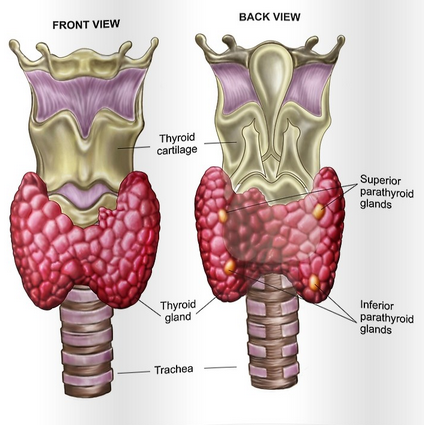 FRONT VIEW
BACK VIEW
Thyroid
cartilage
Superior
parathyroid
glands
Thyroid
gland
Inferior
parathyroid
glands
Trachea